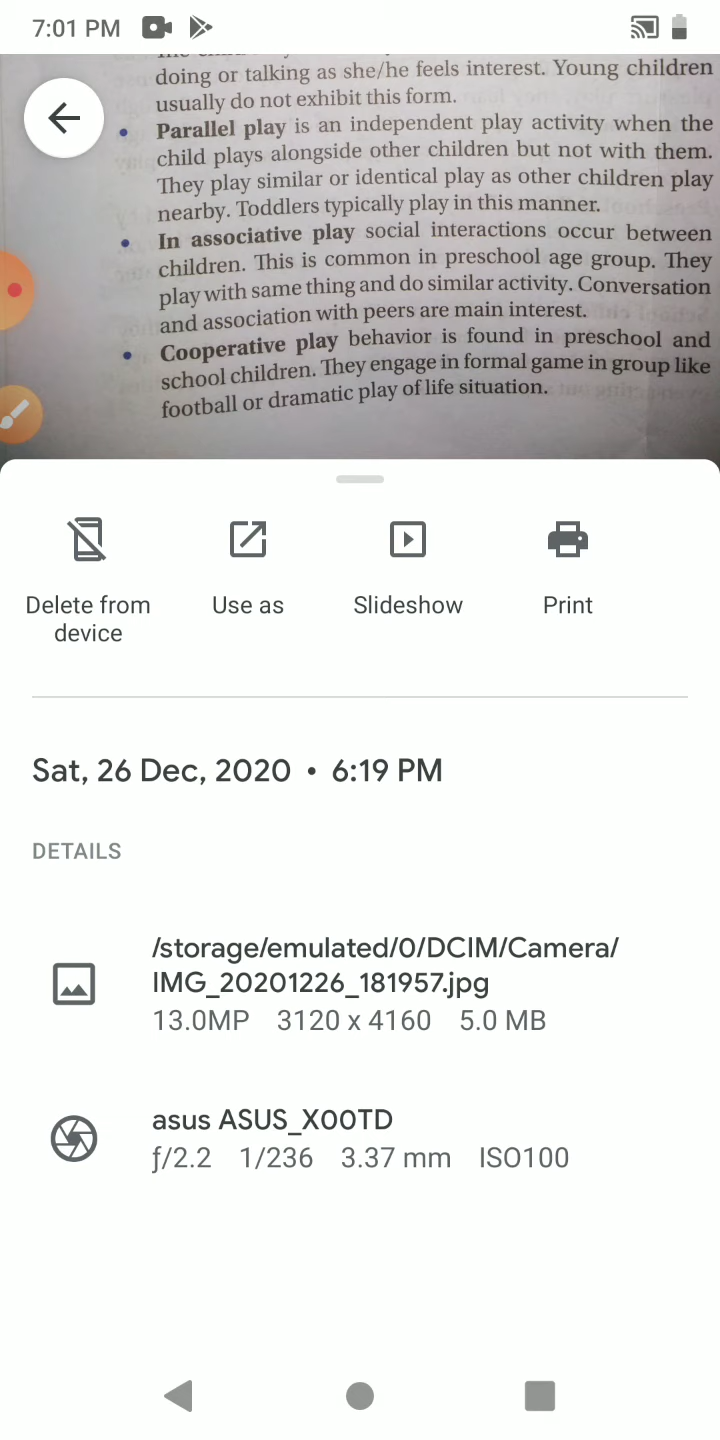 7:01 PM
doing or talking as she/he feels interest. Young children
usually do not exhibit this form.
• Parallel play is an independent play activity when the
child plays alongside other children but not with them.
They play similar or identical play as other children play
nearby. Toddlers typically play in this manner.
• In associative play social interactions occur between
children. This is common in preschool age group. They
play with same thing and do similar activity. Conversation
and association with peers are main interest.
• Cooperative play behavior is found in preschool and
school children. They engage in formal game in group like
football or dramatic play of life situation.
Delete from
device
Use as
Slideshow
Print
Sat, 26 Dec, 2020 • 6:19 PM
DETAILS
/storage/emulated/0/DCIM/Camera/
IMG_20201226_181957.jpg
13.0MP 3120 x 4160 5.0 MB
asus ASUS_X00TD
ƒ/2.2 1/236 3.37 mm ISO100